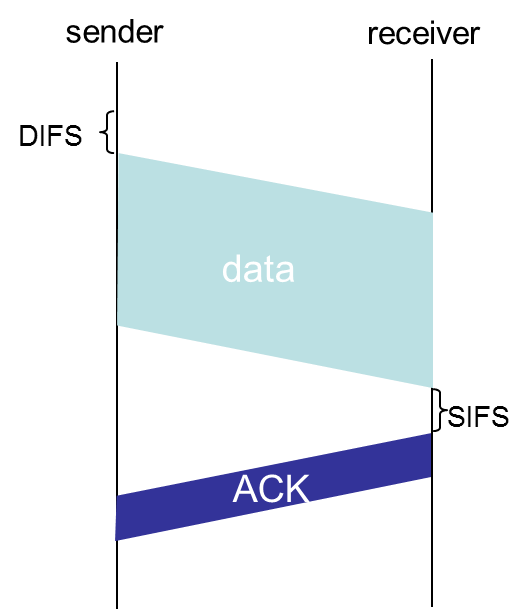 sender
receiver
DIFS
data
SIFS
ACK